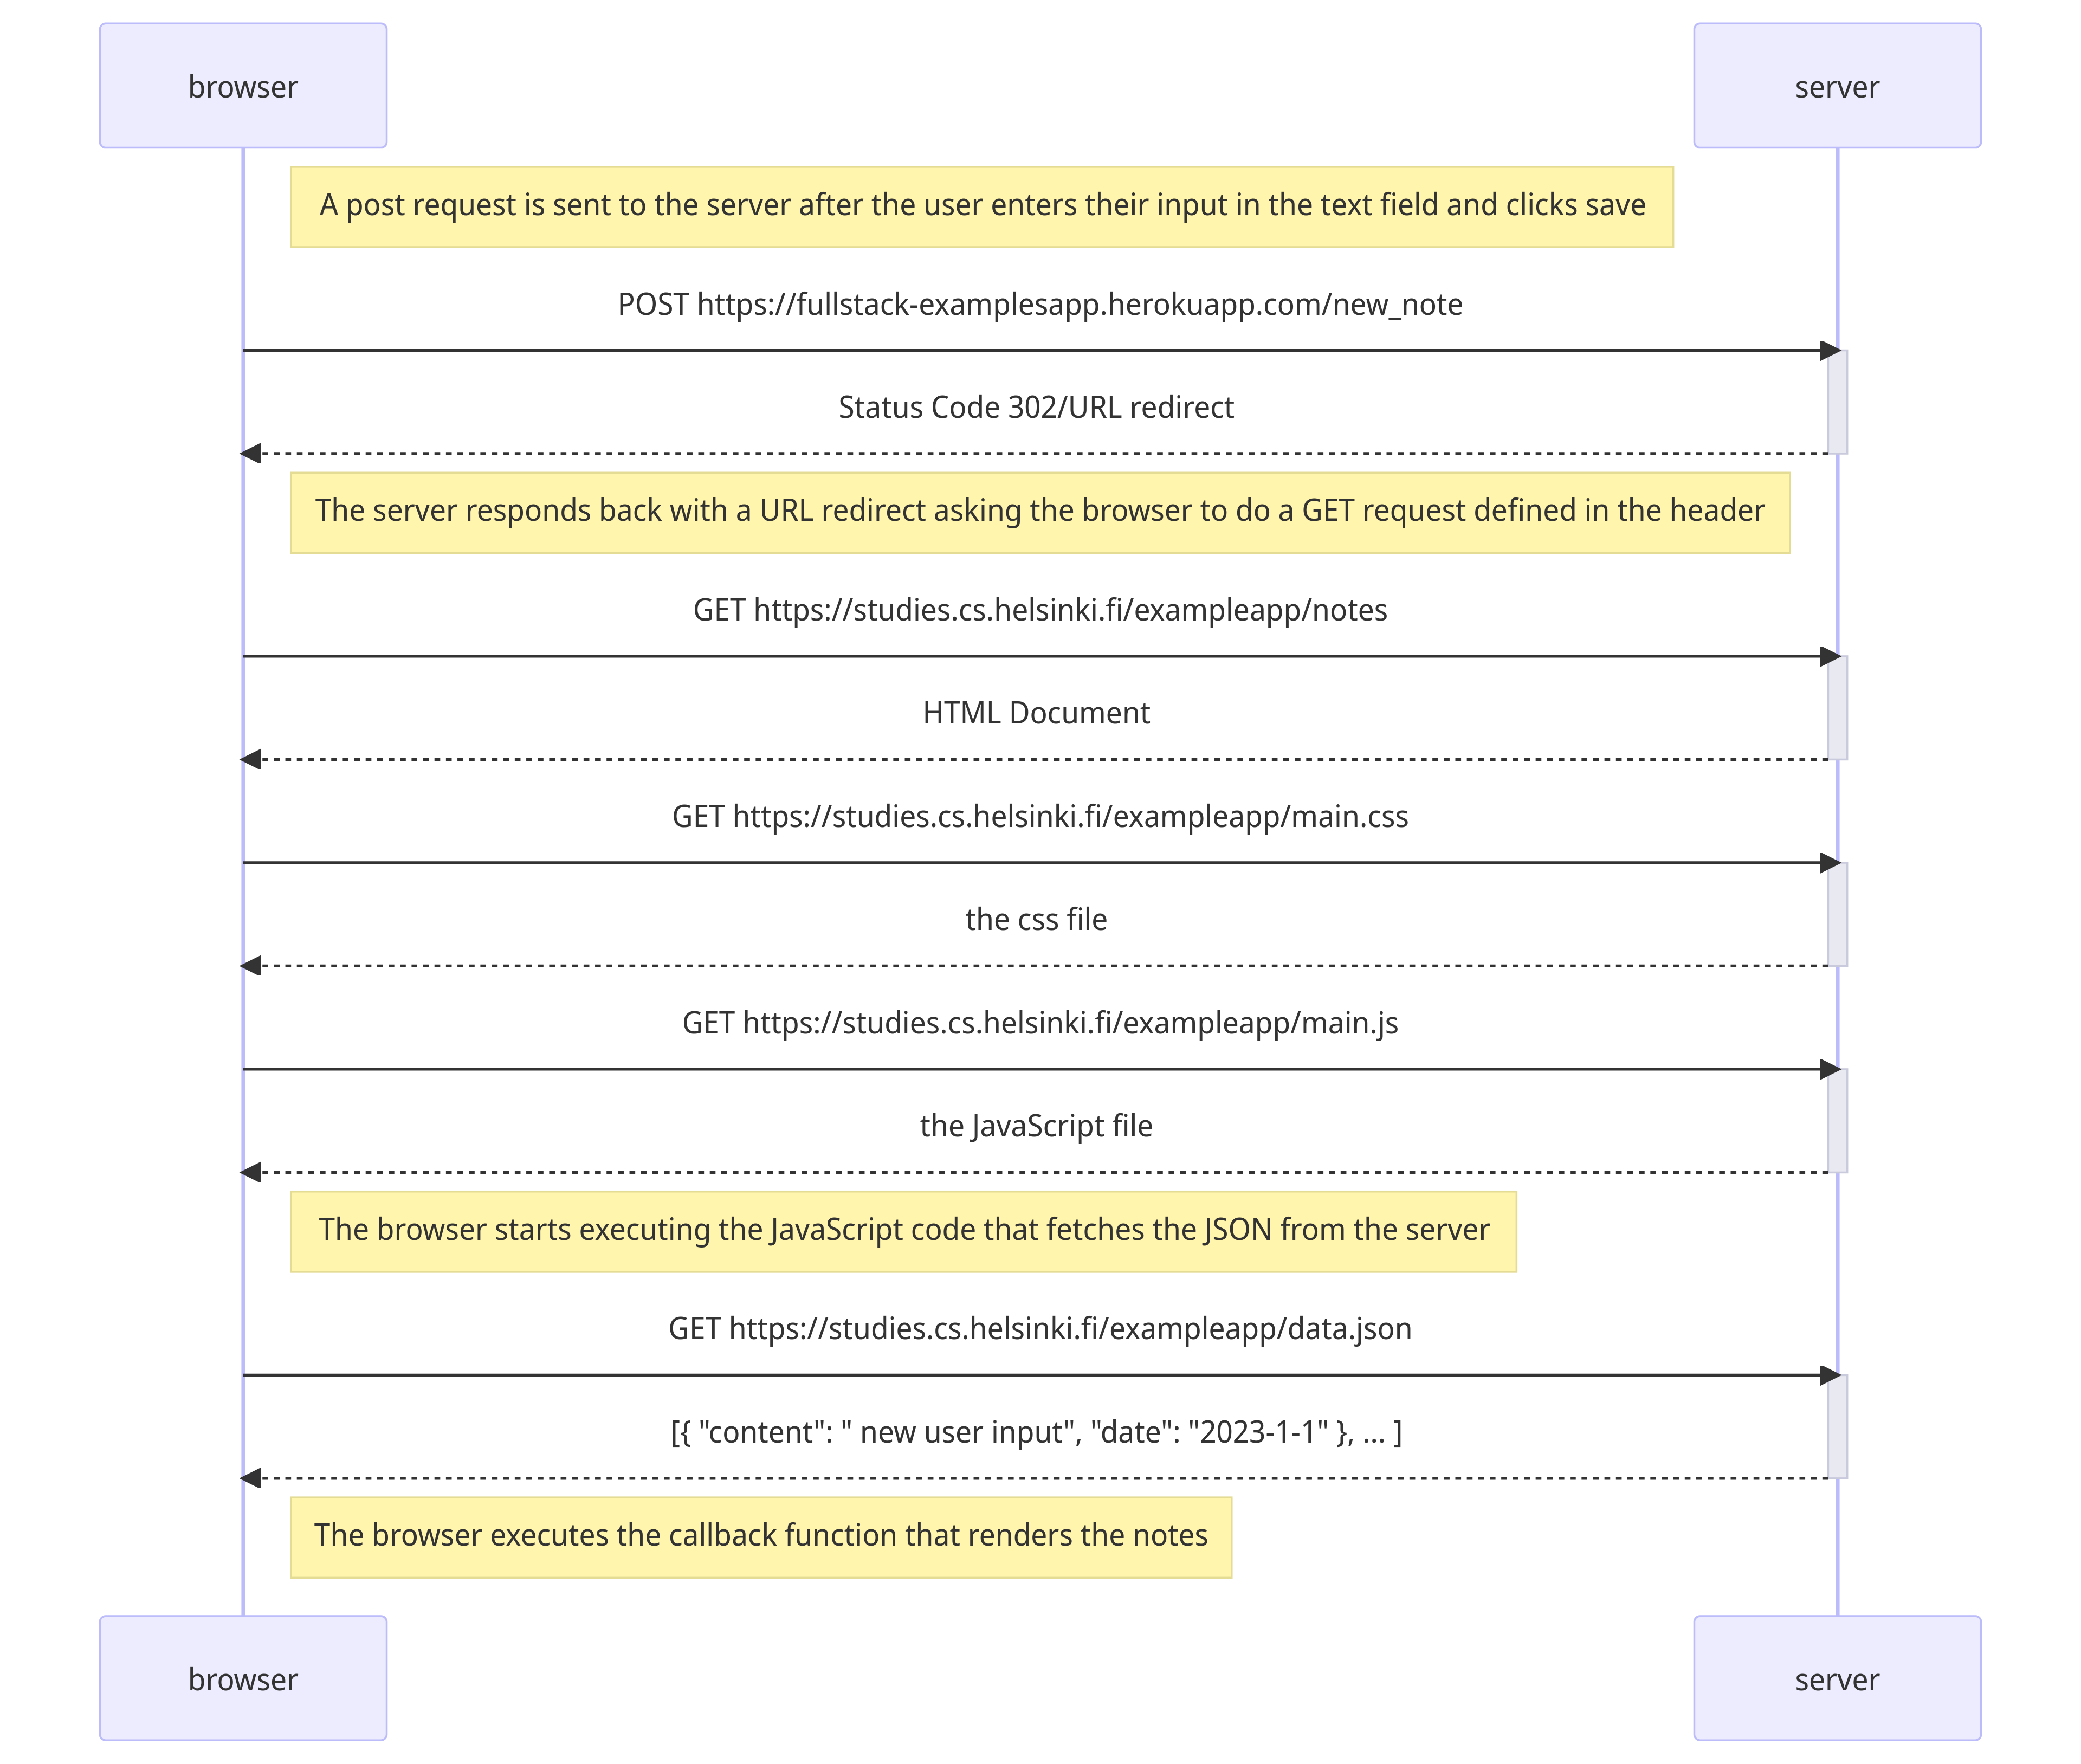 browser
server
A post request is sent to the server after the user enters their input in the text field and clicks save
POST https://fullstack-examplesapp.herokuapp.com/new_note
Status Code 302/URL redirect
The server responds back with a URL redirect asking the browser to do a GET request defined in the header
GET https://studies.cs.helsinki.fi/exampleapp/notes
HTML Document
GET https://studies.cs.helsinki.fi/exampleapp/main.css
the css file
GET https://studies.cs.helsinki.fi/exampleapp/main.js
the JavaScript file
The browser starts executing the JavaScript code that fetches the JSON from the server
GET https://studies.cs.helsinki.fi/exampleapp/data.json
[{ "content": " new user input", "date": "2023-1-1" }, ... ]
The browser executes the callback function that renders the notes
browser
server